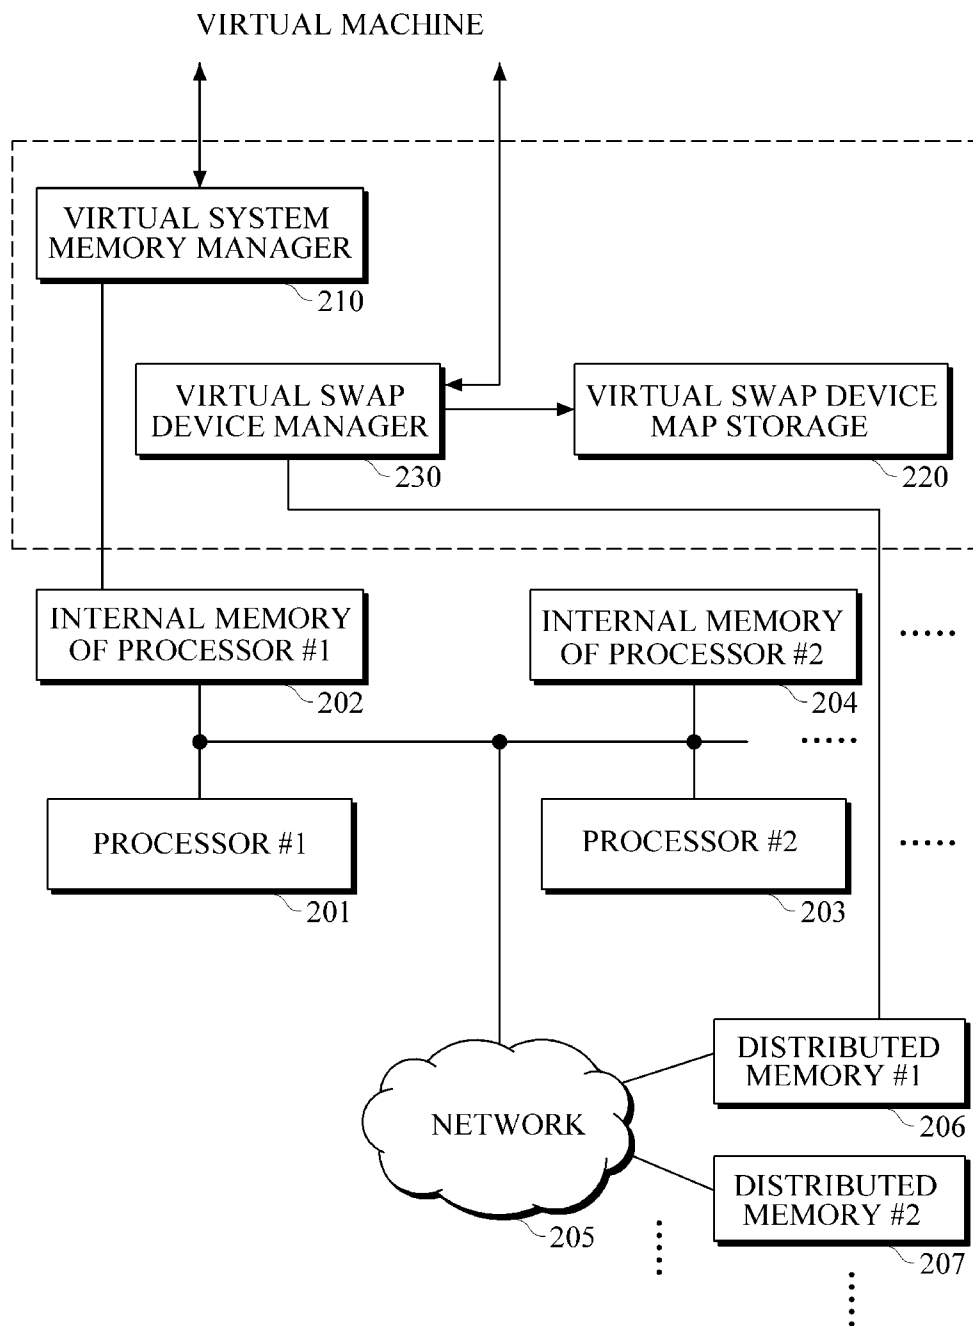 VIRTUAL MACHINE
VIRTUAL SYSTEM
MEMORY MANAGER
210
VIRTUAL SWAP
DEVICE MANAGER
230
VIRTUAL SWAP DEVICE
MAP STORAGE
220
INTERNAL MEMORY
OF PROCESSOR #1
202
INTERNAL MEMORY
OF PROCESSOR #2
204
PROCESSOR #1
201
PROCESSOR #2
203
NETWORK
205
DISTRIBUTED
MEMORY #1
206
DISTRIBUTED
MEMORY #2
207